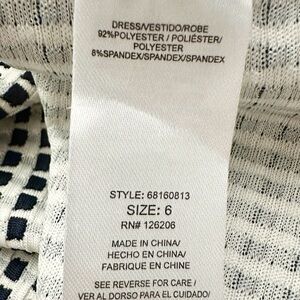 DRESS/VESTIDO/ROBE
92%POLYESTER / POLIÉSTER/
POLYESTER
8%SPANDEX/SPANDEX/SPANDEX
STYLE: 68160813
SIZE: 6
RN# 126206
MADE IN CHINA/
HECHO EN CHINA/
FABRIQUE EN CHINE
SEE REVERSE FOR CARE/
VER AL DORSO PARA EL CUIDADO/